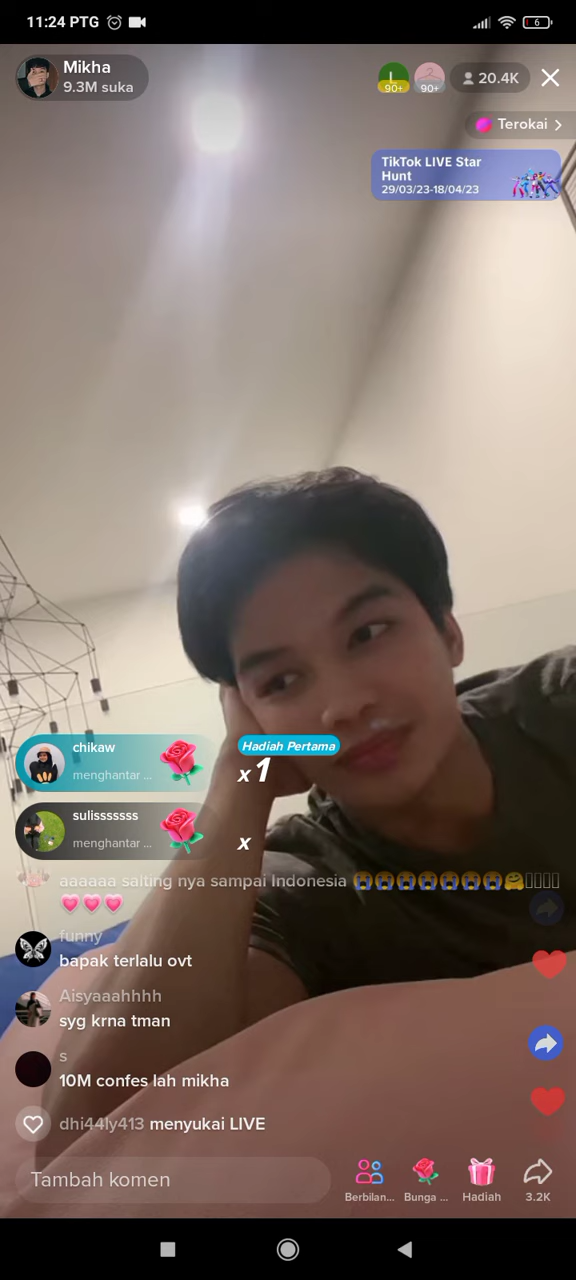 11:24 PTG
6
Mikha
9.3M suka
L
90+
90+
20.4K
Terokai
TikTok LIVE Star
Hunt
29/03/23-18/04/23
chikaw
menghantar ...
Hadiah Pertama
x1
sulisssssss
menghantar ...
x
aaaaaa salting nya sampai Indonesia 😭😭😭😭😭😭😭🤗
💗💗💗
funny
bapak terlalu ovt
Aisyaaahhhh
syg krna tman
s
10M confes lah mikha
dhi44ly413 menyukai LIVE
Tambah komen
Berbilan...
Bunga ...
Hadiah
3.2K